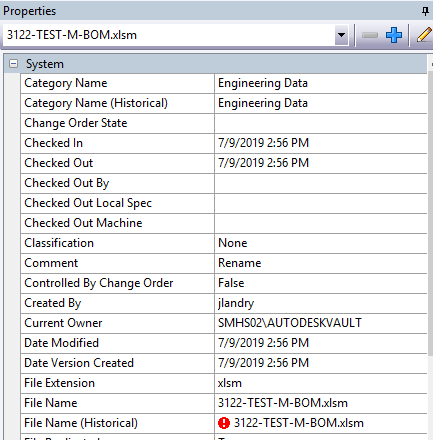 Properties
3122-TEST-M-BOM.xlsm
System
Category Name Engineering Data
Category Name (Historical) Engineering Data
Change Order State
Checked In 7/9/2019 2:56 PM
Checked Out 7/9/2019 2:56 PM
Checked Out By
Checked Out Local Spec
Checked Out Machine
Classification None
Comment Rename
Controlled By Change Order False
Created By jlandry
Current Owner SMHS02\AUTODESKVAULT
Date Modified 7/9/2019 2:56 PM
Date Version Created 7/9/2019 2:56 PM
File Extension xlsm
File Name 3122-TEST-M-BOM.xlsm
File Name (Historical) 3122-TEST-M-BOM.xlsm